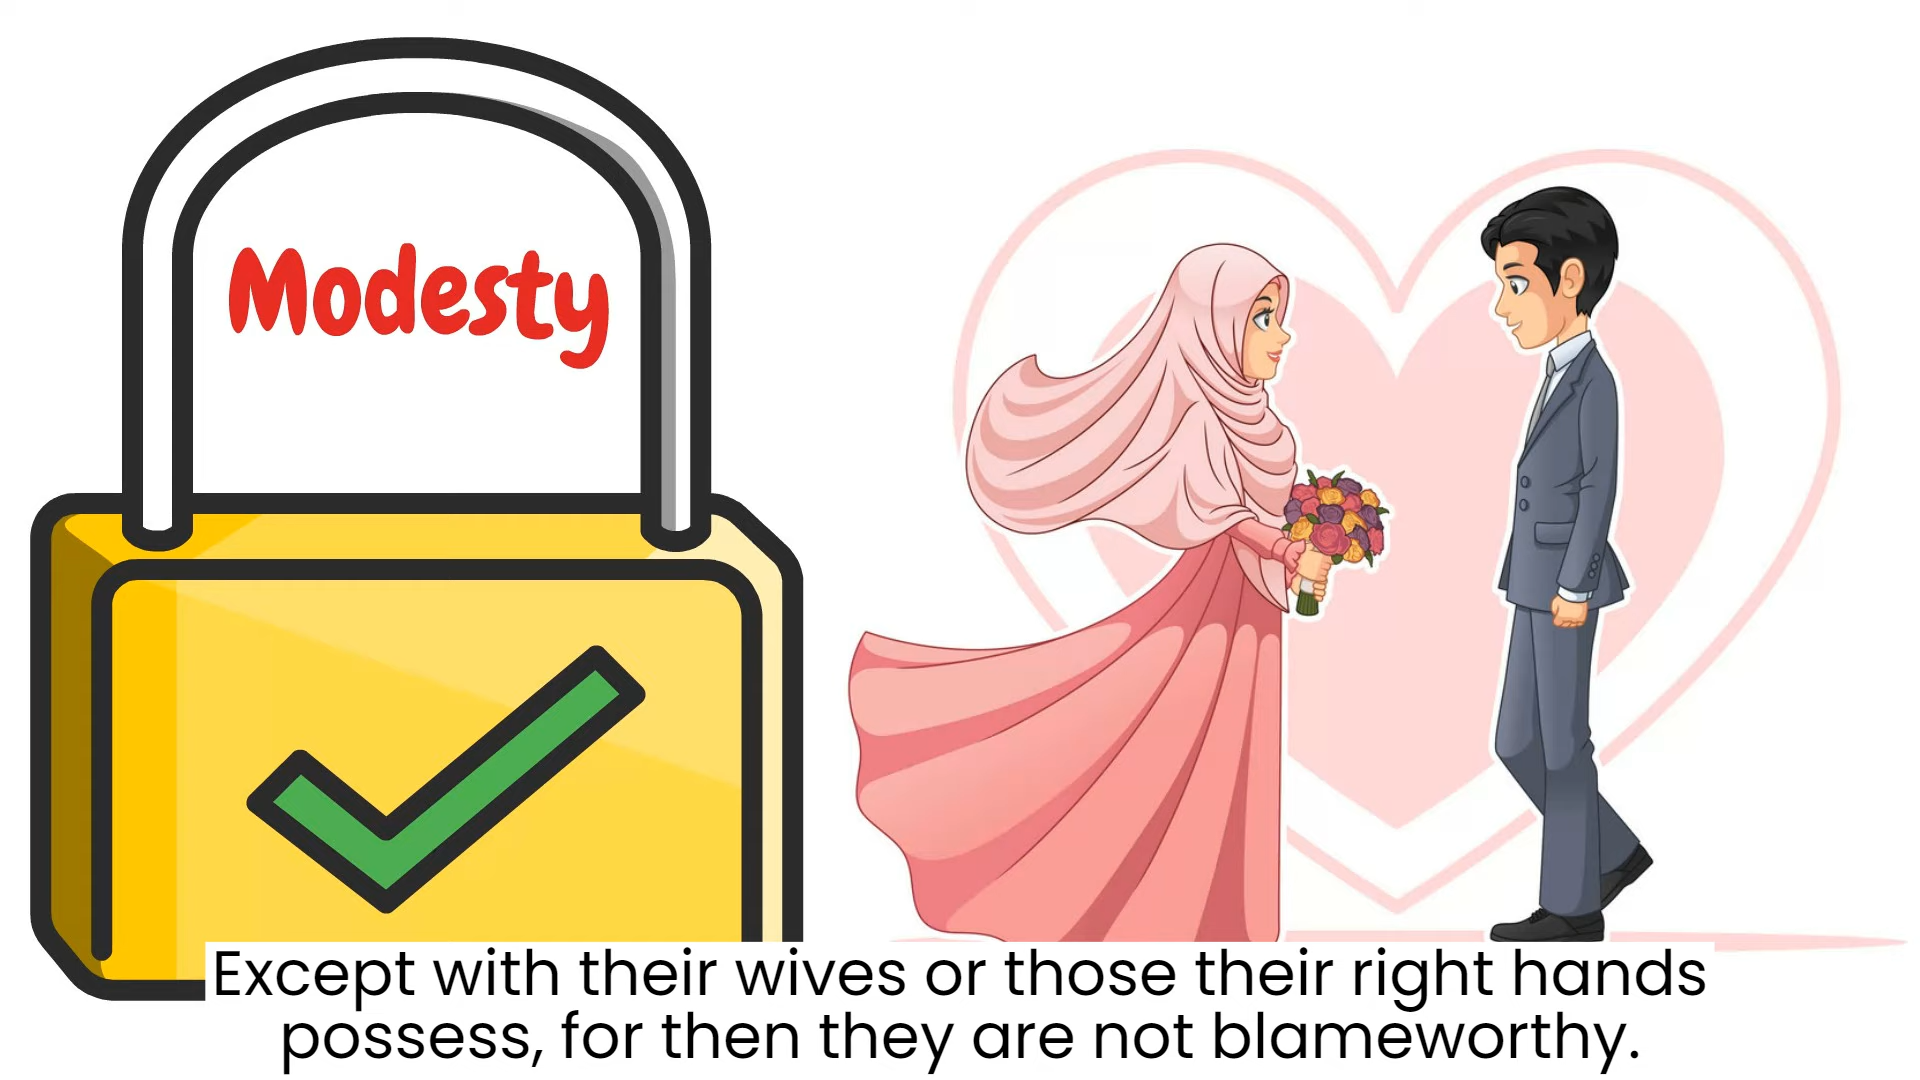 Modesty
Except with their wives or those their right hands
possess, for then they are not blameworthy.